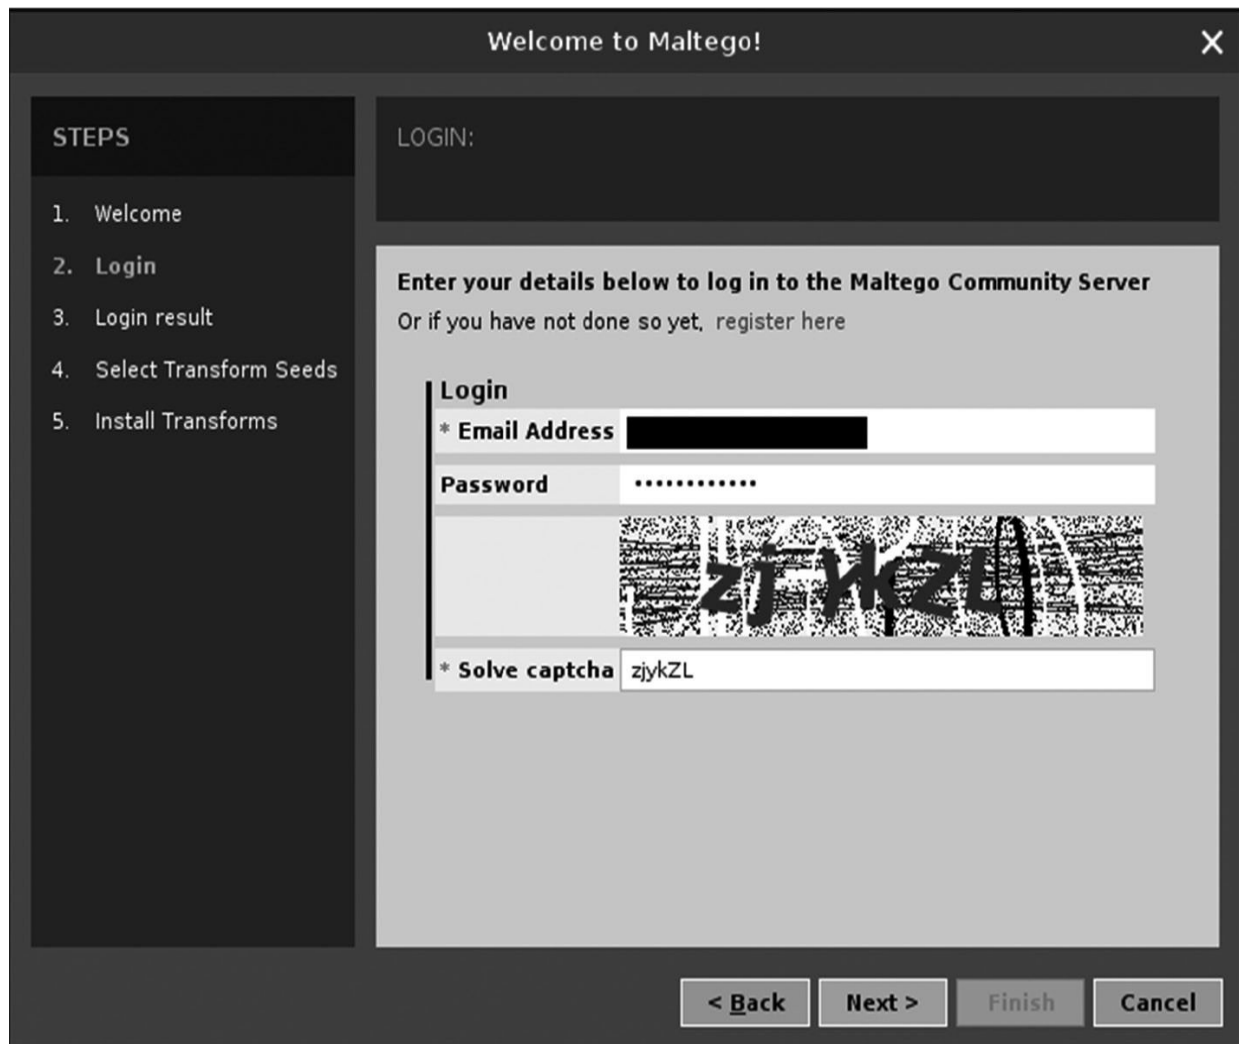 Welcome to Maltego!
STEPS
1. Welcome
2. Login
3. Login result
4. Select Transform Seeds
5. Install Transforms
LOGIN:
Enter your details below to log in to the Maltego Community Server
Or if you have not done so yet, register here
Login
* Email Address
Password ••••••••••••
zjykZL
* Solve captcha zjykZL
< Back Next > Finish Cancel